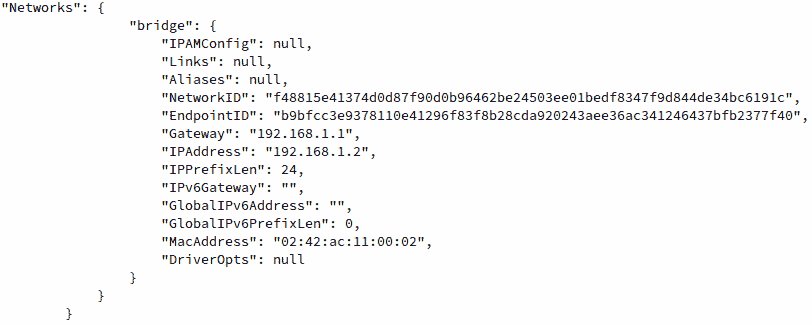 "Networks": {
"bridge": {
"IPAMConfig": null,
"Links": null,
"Aliases": null,
"NetworkID": "f48815e41374d0d87f90d0b96462be24503ee01bedf8347f9d844de34bc6191c",
"EndpointID": "b9bfcc3e9378110e41296f83f8b28cda920243aee36ac341246437bfb2377f40",
"Gateway": "192.168.1.1",
"IPAddress": "192.168.1.2",
"IPPrefixLen": 24,
"IPv6Gateway": "",
"GlobalIPv6Address": "",
"GlobalIPv6PrefixLen": 0,
"MacAddress": "02:42:ac:11:00:02",
"DriverOpts": null
}
}
}